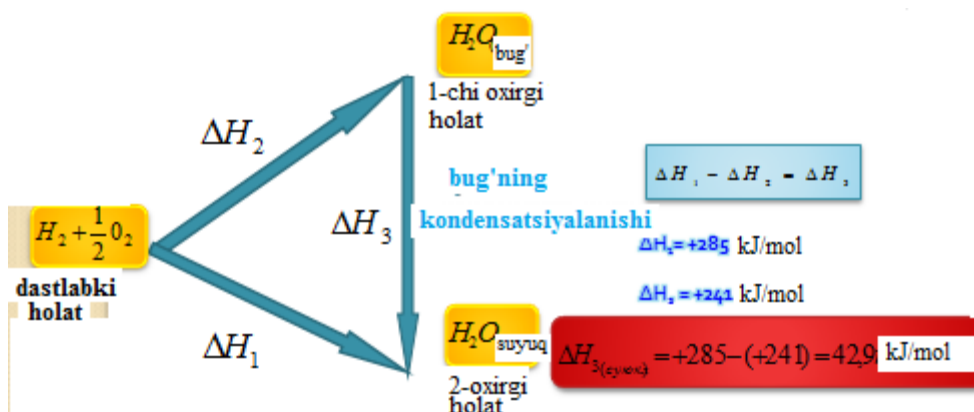 H₂O bug'
1-chi oxirgi
holat
ΔH₂
bug'ning
kondensatsiyalanishi
ΔH₁ − ΔH₂ = ΔH₃
H₂ + 1/2 0₂
dastlabki
holat
ΔH₃
ΔH₁=+285 kJ/mol
ΔH₂ =+241 kJ/mol
ΔH₁
H₂O suyuq
2-oxirgi
holat
ΔH₃ = +285−(+241) = 42,9 kJ/mol